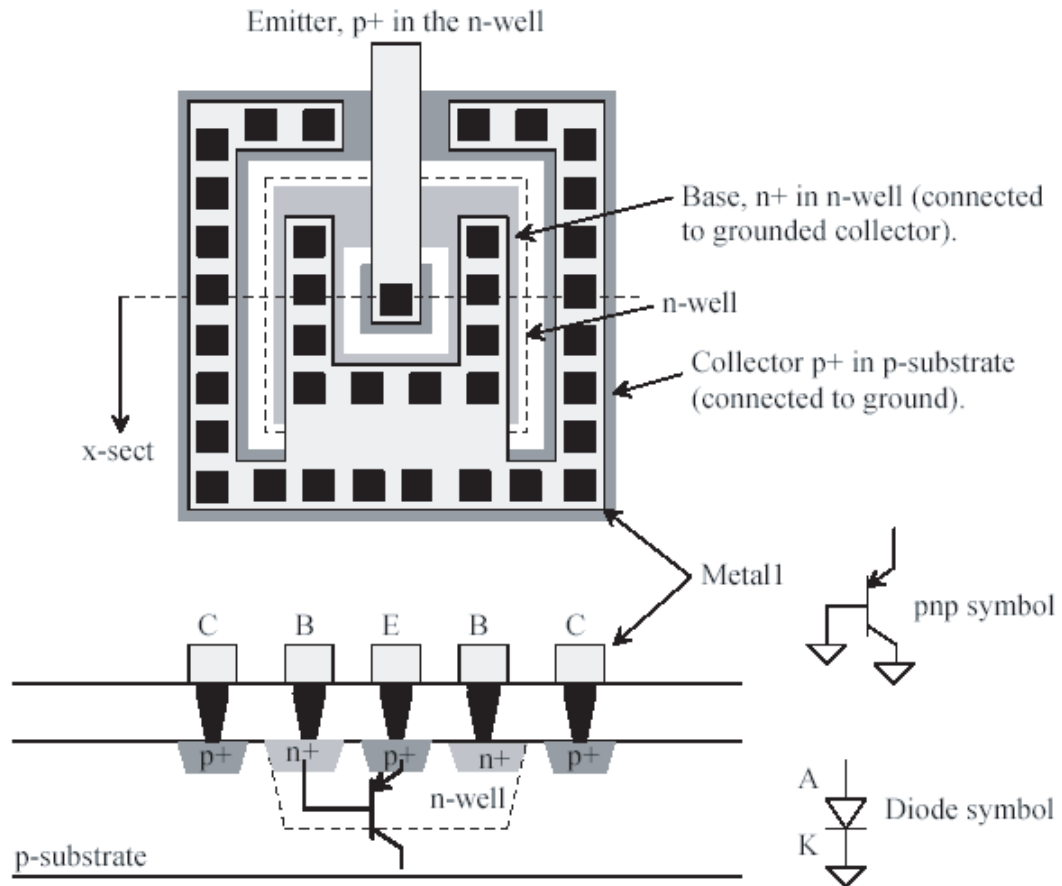 Emitter, p+ in the n-well
Base, n+ in n-well (connected
to grounded collector).
n-well
Collector p+ in p-substrate
(connected to ground).
x-sect
Metal1
pnp symbol
C B E B C
p+ n+ p+ n+ p+
n-well
p-substrate
A
Diode symbol
K